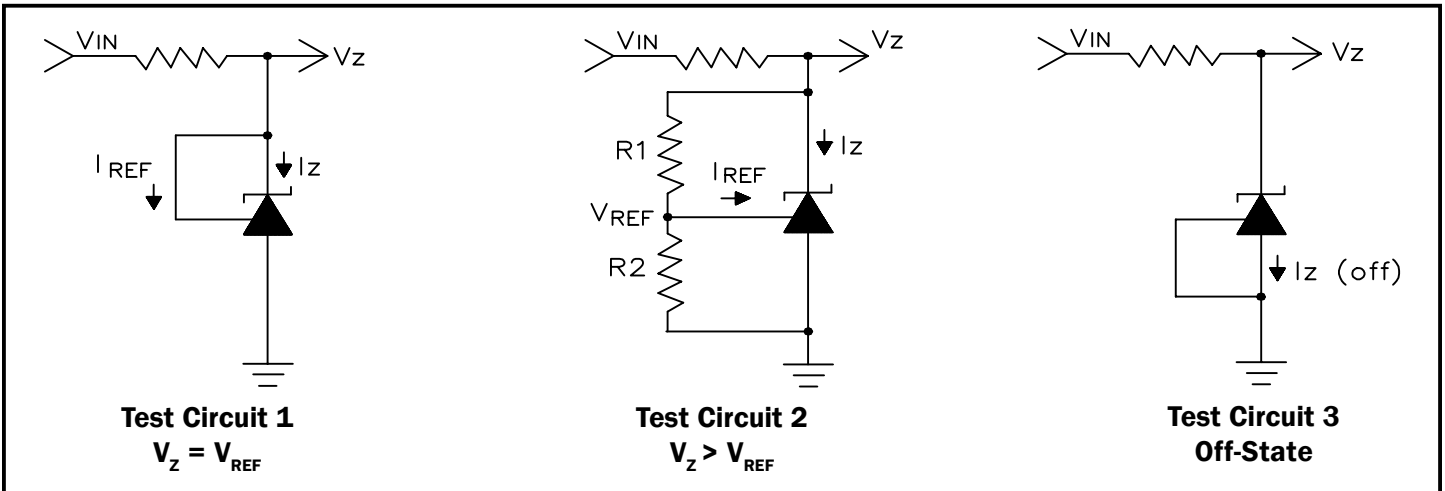 VIN
Vz
IREF
Iz
Test Circuit 1
VZ = VREF
VIN
Vz
R1
Iz
IREF
VREF
R2
Test Circuit 2
VZ > VREF
VIN
Vz
Iz (off)
Test Circuit 3
Off-State